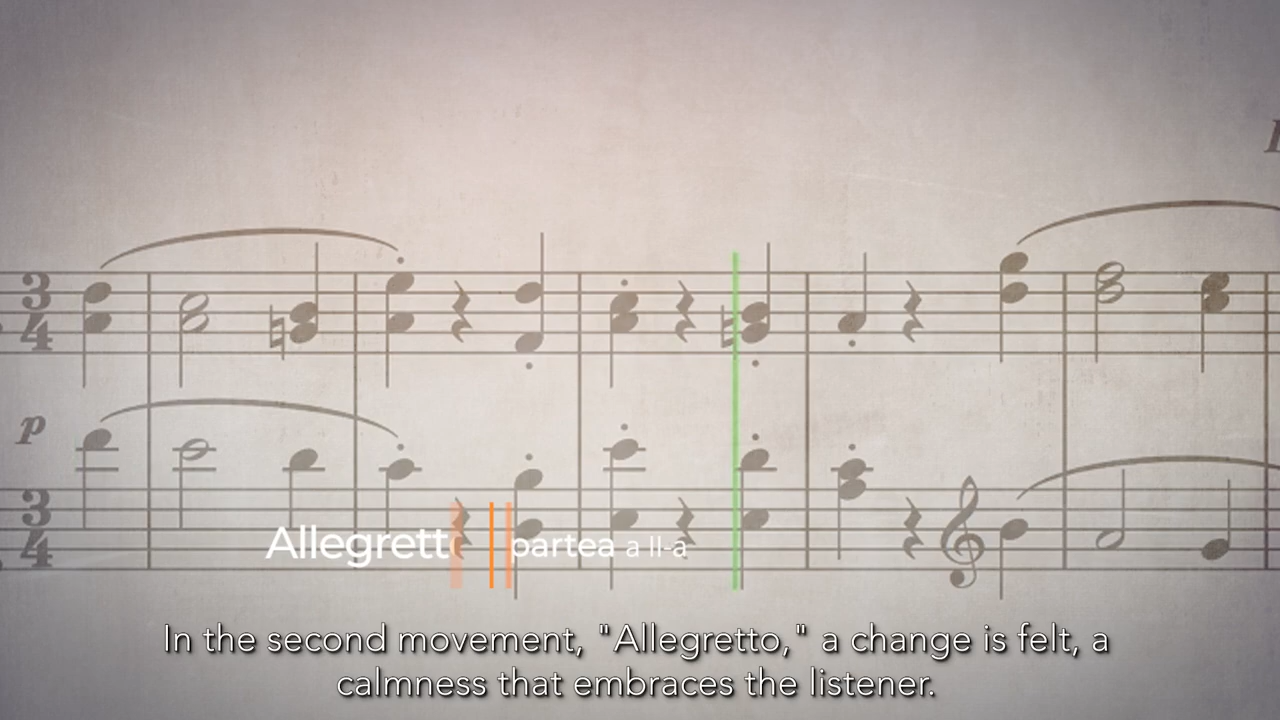 3
4
p
3
4
Allegrett
partea a II-a
In the second movement, "Allegretto," a change is felt, a
calmness that embraces the listener.